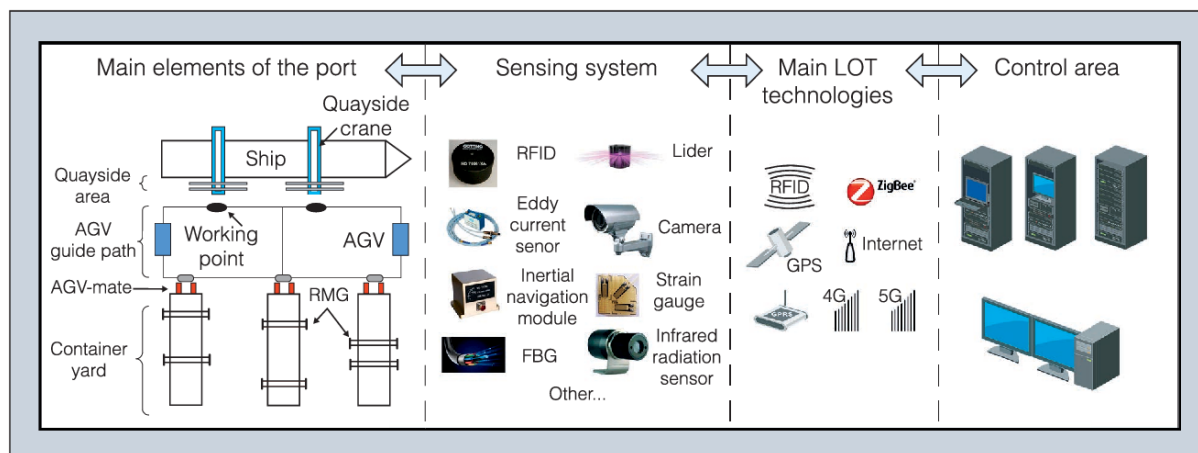 Main elements of the port
Sensing system
Main LOT
technologies
Control area
Quayside
crane
Ship
Quayside
area
AGV
guide path
Working
point
AGV
AGV-mate
RMG
Container
yard
RFID
Lider
Eddy
current
senor
Camera
Inertial
navigation
module
Strain
gauge
FBG
Infrared
radiation
sensor
Other...
RFID
ZigBee®
GPS
Internet
GPRS
4G
5G